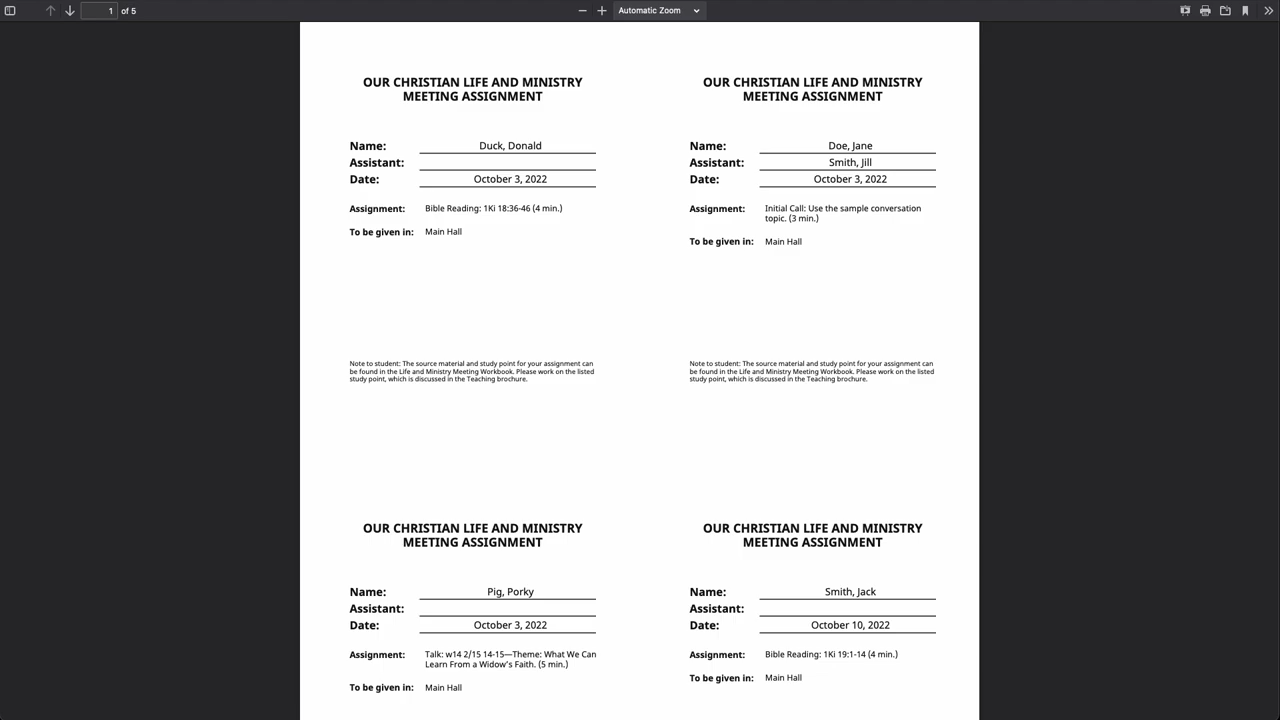 1 of 5 Automatic Zoom
OUR CHRISTIAN LIFE AND MINISTRY
MEETING ASSIGNMENT
Name: Duck, Donald
Assistant:
Date: October 3, 2022
Assignment: Bible Reading: 1Ki 18:36-46 (4 min.)
To be given in: Main Hall
Note to student: The source material and study point for your assignment can
be found in the Life and Ministry Meeting Workbook. Please work on the listed
study point, which is discussed in the Teaching brochure.
OUR CHRISTIAN LIFE AND MINISTRY
MEETING ASSIGNMENT
Name: Doe, Jane
Assistant: Smith, Jill
Date: October 3, 2022
Assignment: Initial Call: Use the sample conversation
topic. (3 min.)
To be given in: Main Hall
Note to student: The source material and study point for your assignment can
be found in the Life and Ministry Meeting Workbook. Please work on the listed
study point, which is discussed in the Teaching brochure.
OUR CHRISTIAN LIFE AND MINISTRY
MEETING ASSIGNMENT
Name: Pig, Porky
Assistant:
Date: October 3, 2022
Assignment: Talk: w14 2/15 14-15—Theme: What We Can
Learn From a Widow's Faith. (5 min.)
To be given in: Main Hall
OUR CHRISTIAN LIFE AND MINISTRY
MEETING ASSIGNMENT
Name: Smith, Jack
Assistant:
Date: October 10, 2022
Assignment: Bible Reading: 1Ki 19:1-14 (4 min.)
To be given in: Main Hall